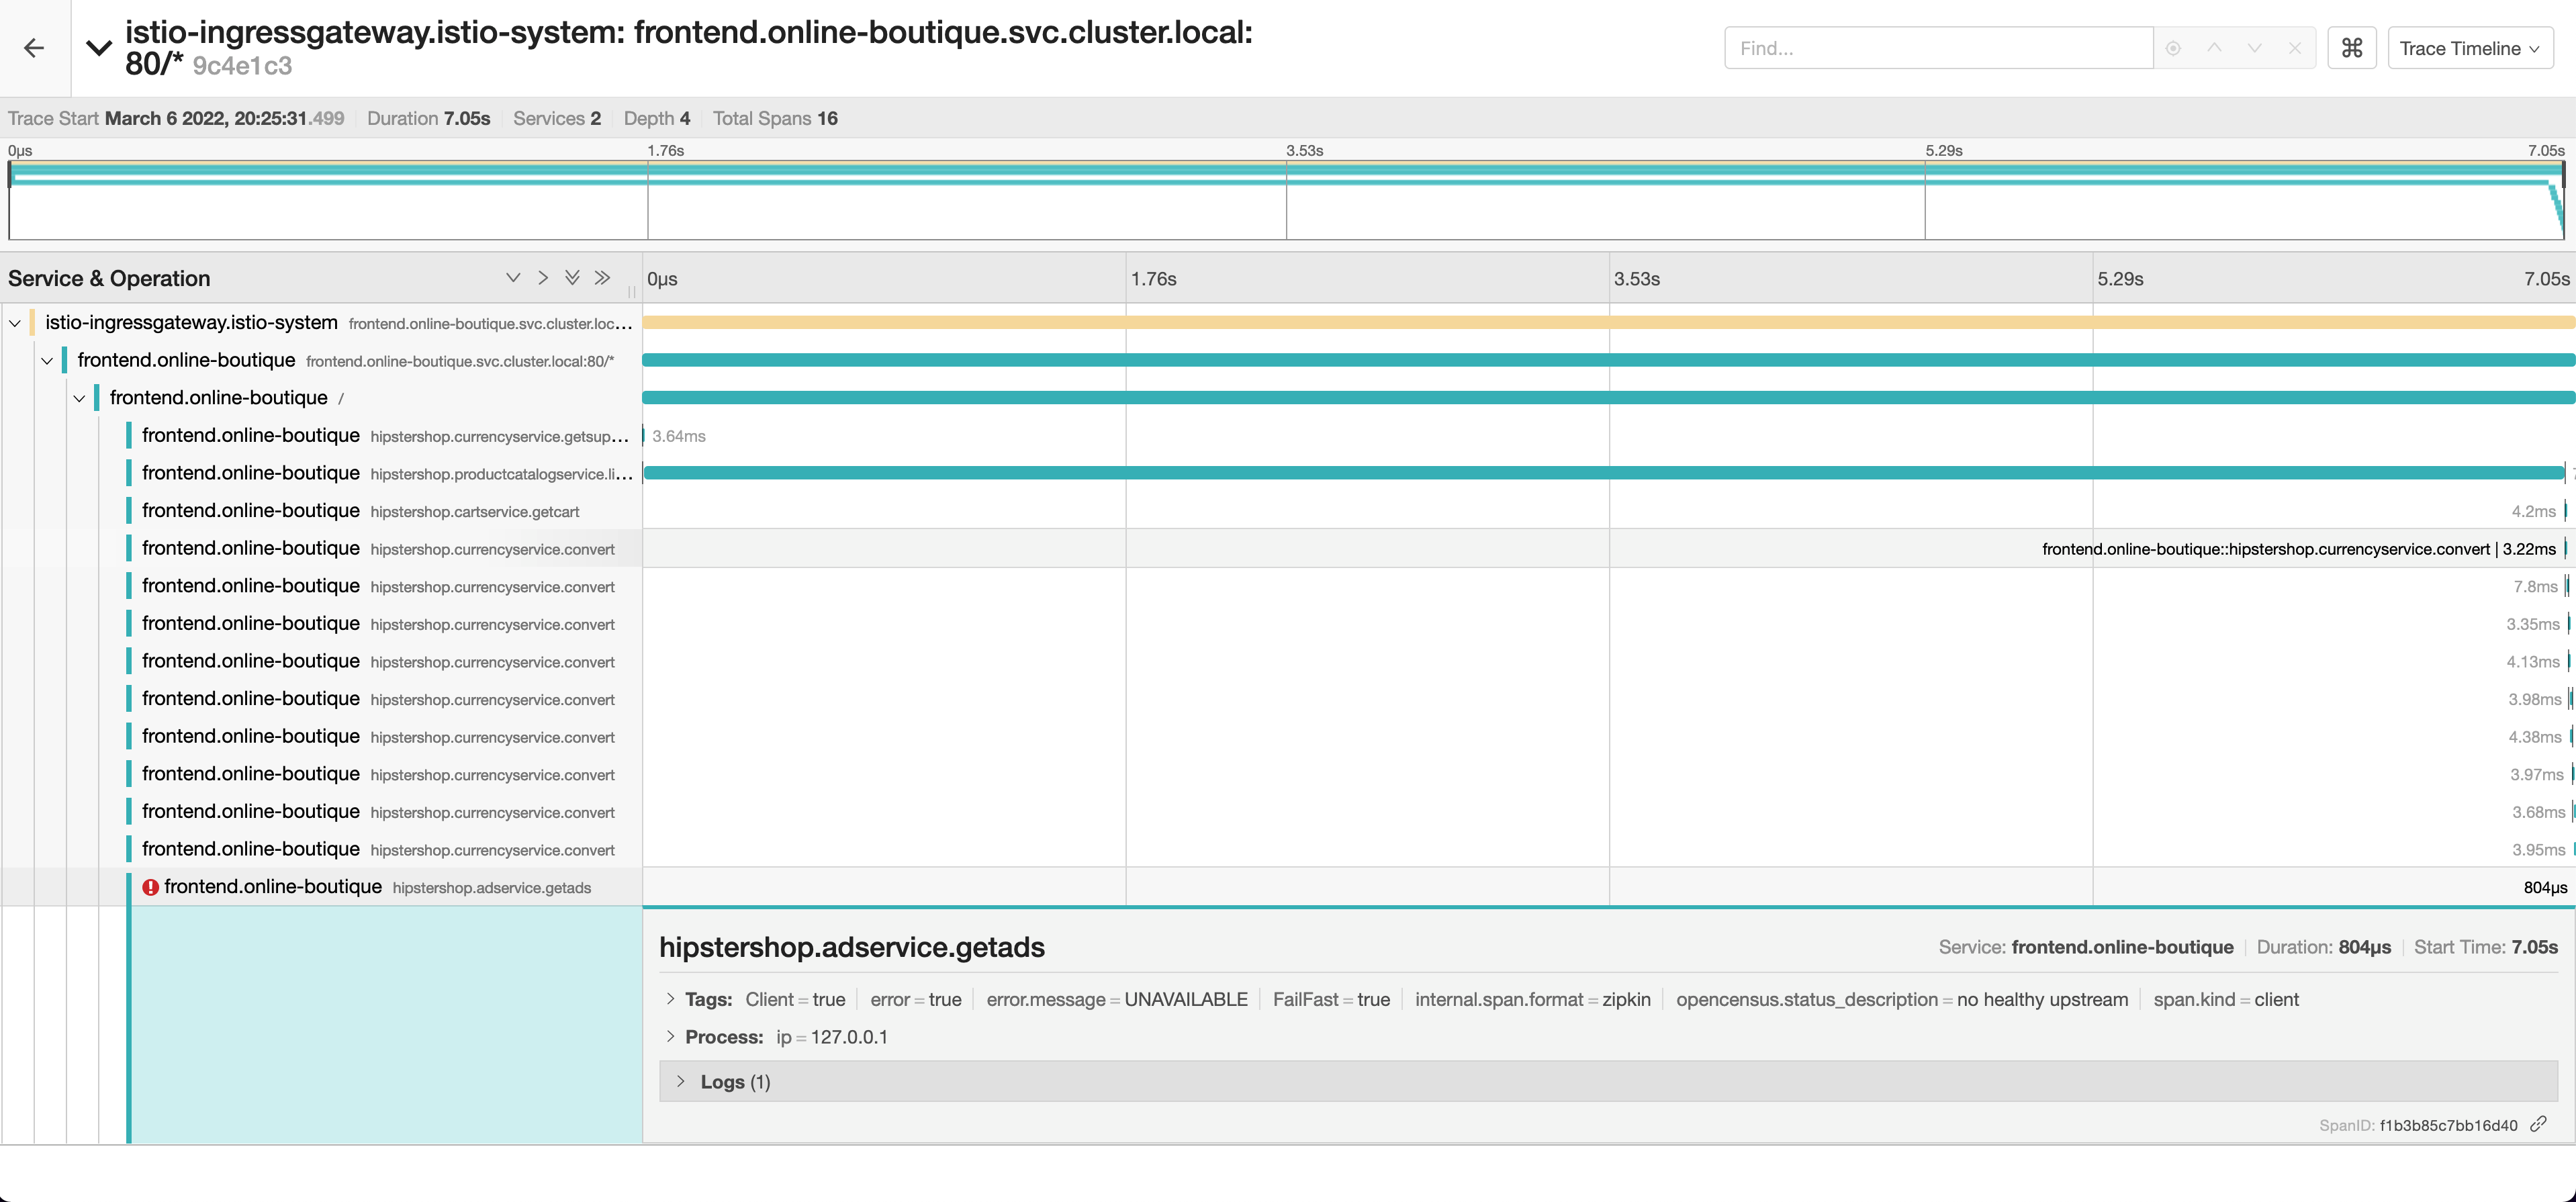 istio-ingressgateway.istio-system: frontend.online-boutique.svc.cluster.local:
80/* 9c4e1c3
Find...
Trace Timeline
Trace Start March 6 2022, 20:25:31.499 Duration 7.05s Services 2 Depth 4 Total Spans 16
0μs 1.76s 3.53s 5.29s 7.05s
Service & Operation 0μs 1.76s 3.53s 5.29s 7.05s
istio-ingressgateway.istio-system frontend.online-boutique.svc.cluster.loc...
frontend.online-boutique frontend.online-boutique.svc.cluster.local:80/*
frontend.online-boutique /
frontend.online-boutique hipstershop.currencyservice.getsup... 3.64ms
frontend.online-boutique hipstershop.productcatalogservice.li...
frontend.online-boutique hipstershop.cartservice.getcart 4.2ms
frontend.online-boutique hipstershop.currencyservice.convert frontend.online-boutique::hipstershop.currencyservice.convert | 3.22ms
frontend.online-boutique hipstershop.currencyservice.convert 7.8ms
frontend.online-boutique hipstershop.currencyservice.convert 3.35ms
frontend.online-boutique hipstershop.currencyservice.convert 4.13ms
frontend.online-boutique hipstershop.currencyservice.convert 3.98ms
frontend.online-boutique hipstershop.currencyservice.convert 4.38ms
frontend.online-boutique hipstershop.currencyservice.convert 3.97ms
frontend.online-boutique hipstershop.currencyservice.convert 3.68ms
frontend.online-boutique hipstershop.currencyservice.convert 3.95ms
frontend.online-boutique hipstershop.adservice.getads 804μs
hipstershop.adservice.getads Service: frontend.online-boutique Duration: 804μs Start Time: 7.05s
Tags: Client = true error = true error.message = UNAVAILABLE FailFast = true internal.span.format = zipkin opencensus.status_description = no healthy upstream span.kind = client
Process: ip = 127.0.0.1
Logs (1)
SpanID: f1b3b85c7bb16d40